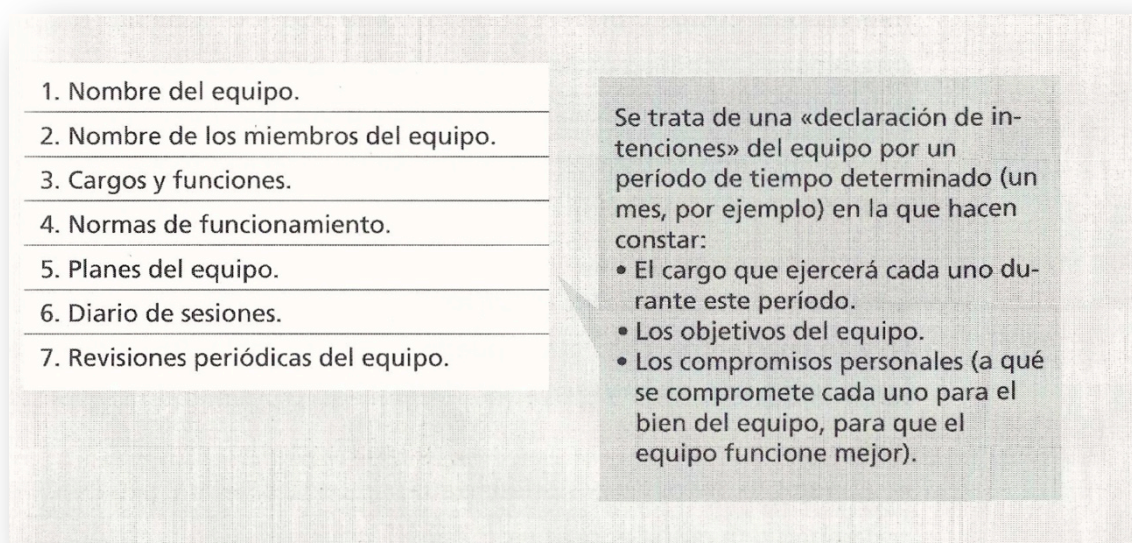 1. Nombre del equipo.
2. Nombre de los miembros del equipo.
3. Cargos y funciones.
4. Normas de funcionamiento.
5. Planes del equipo.
6. Diario de sesiones.
7. Revisiones periódicas del equipo.
Se trata de una «declaración de in-
tenciones» del equipo por un
período de tiempo determinado (un
mes, por ejemplo) en la que hacen
constar:
• El cargo que ejercerá cada uno du-
rante este período.
• Los objetivos del equipo.
• Los compromisos personales (a qué
se compromete cada uno para el
bien del equipo, para que el
equipo funcione mejor).